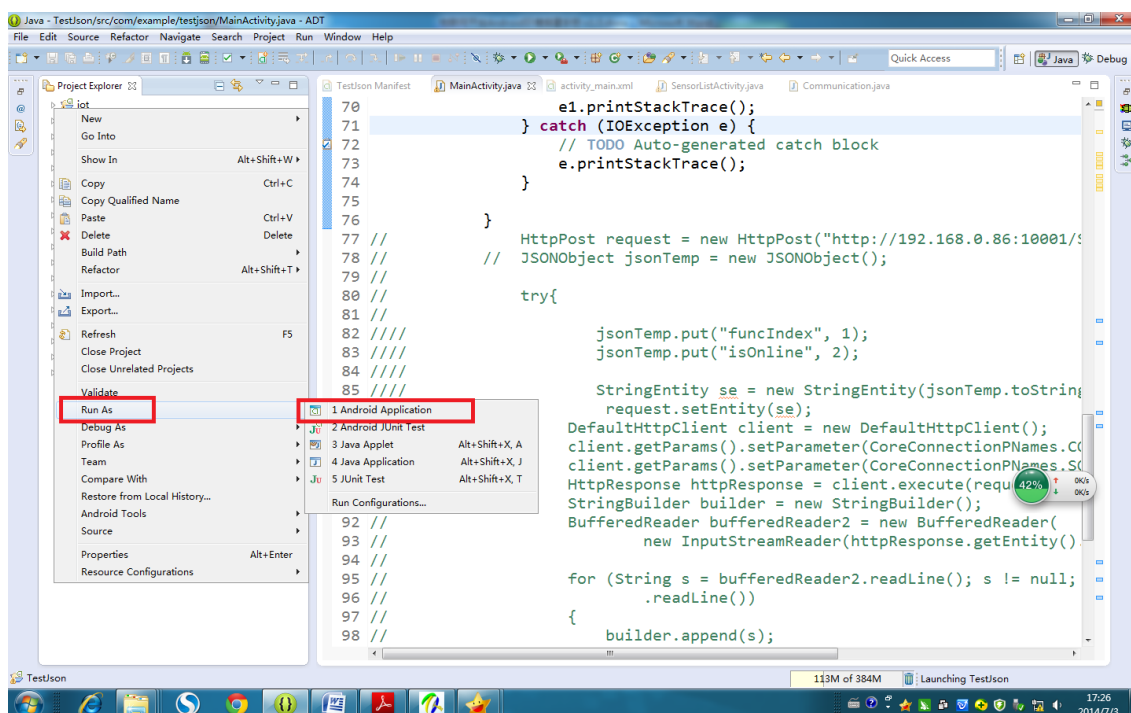 Java - TestJson/src/com/example/testjson/MainActivity.java - ADT
File Edit Source Refactor Navigate Search Project Run Window Help
Quick Access
Java
Debug
Project Explorer
iot
New
Go Into
Show In Alt+Shift+W
Copy Ctrl+C
Copy Qualified Name
Paste Ctrl+V
Delete Delete
Build Path
Refactor Alt+Shift+T
Import...
Export...
Refresh F5
Close Project
Close Unrelated Projects
Validate
Run As
Debug As
Profile As
Team
Compare With
Restore from Local History...
Android Tools
Source
Properties Alt+Enter
Resource Configurations
1 Android Application
2 Android JUnit Test
3 Java Applet Alt+Shift+X, A
4 Java Application Alt+Shift+X, J
5 JUnit Test Alt+Shift+X, T
Run Configurations...
TestJson Manifest MainActivity.java activity_main.xml SensorListActivity.java Communication.java
70 e1.printStackTrace();
71 } catch (IOException e) {
72 // TODO Auto-generated catch block
73 e.printStackTrace();
74 }
75
76 }
77 // HttpPost request = new HttpPost("http://192.168.0.86:10001/
78 // // JSONObject jsonTemp = new JSONObject();
79 //
80 // try{
81 //
82 //// jsonTemp.put("funcIndex", 1);
83 //// jsonTemp.put("isOnline", 2);
84 ////
85 //// StringEntity se = new StringEntity(jsonTemp.toString
request.setEntity(se);
DefaultHttpClient client = new DefaultHttpClient();
client.getParams().setParameter(CoreConnectionPNames.CO
client.getParams().setParameter(CoreConnectionPNames.SO
HttpResponse httpResponse = client.execute(requ
StringBuilder builder = new StringBuilder();
92 // BufferedReader bufferedReader2 = new BufferedReader(
93 // new InputStreamReader(httpResponse.getEntity().
94 //
95 // for (String s = bufferedReader2.readLine(); s != null;
96 // .readLine())
97 // {
98 // builder.append(s);
42%
0K/s
0K/s
TestJson
113M of 384M
Launching TestJson
17:26
2014/7/3